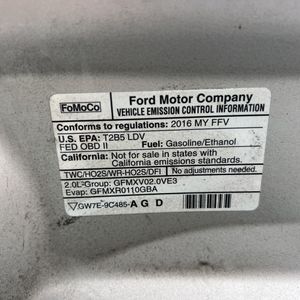 FoMoCo
Ford Motor Company
VEHICLE EMISSION CONTROL INFORMATION
Conforms to regulations: 2016 MY FFV
U.S. EPA: T2B5 LDV
FED OBD II Fuel: Gasoline/Ethanol
California: Not for sale in states with
California emissions standards.
TWC/HO2S/WR-HO2S/DFI No adjustments needed.
2.0L-Group: GFMXV02.0VE3
Evap: GFMXR0110GBA
GW7E-9C485-A G D